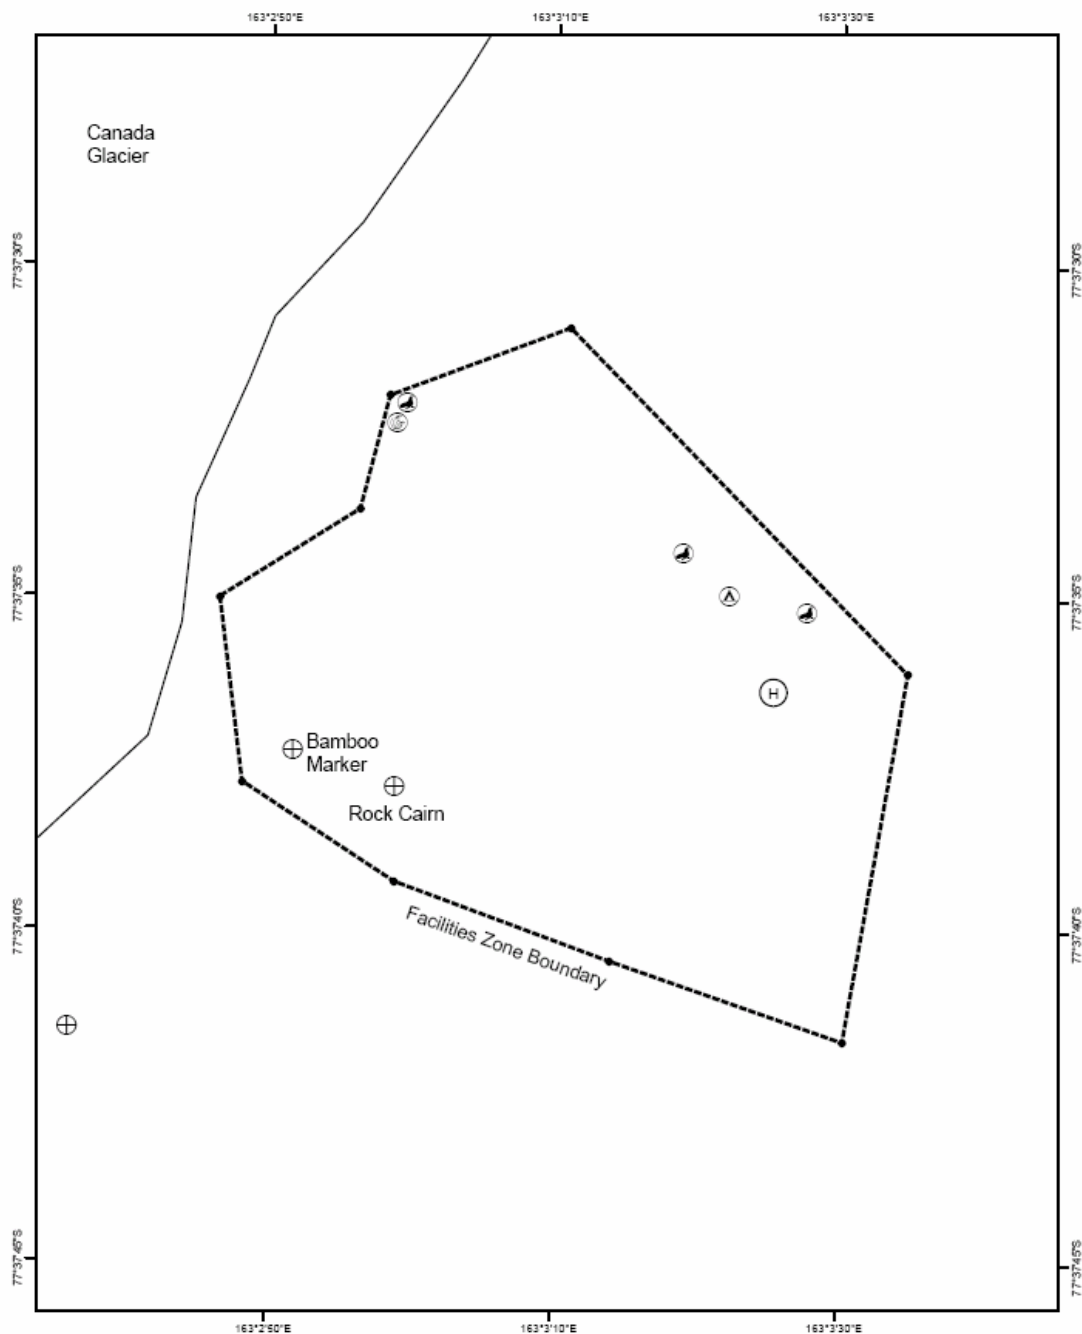 163°2'50"E 163°3'10"E 163°3'30"E
Canada
Glacier
77°37'30"S 77°37'30"S
77°37'35"S 77°37'35"S
H
Bamboo
Marker
Rock Cairn
Facilities Zone Boundary
77°37'40"S 77°37'40"S
77°37'45"S 77°37'45"S
163°2'50"E 163°3'10"E 163°3'30"E